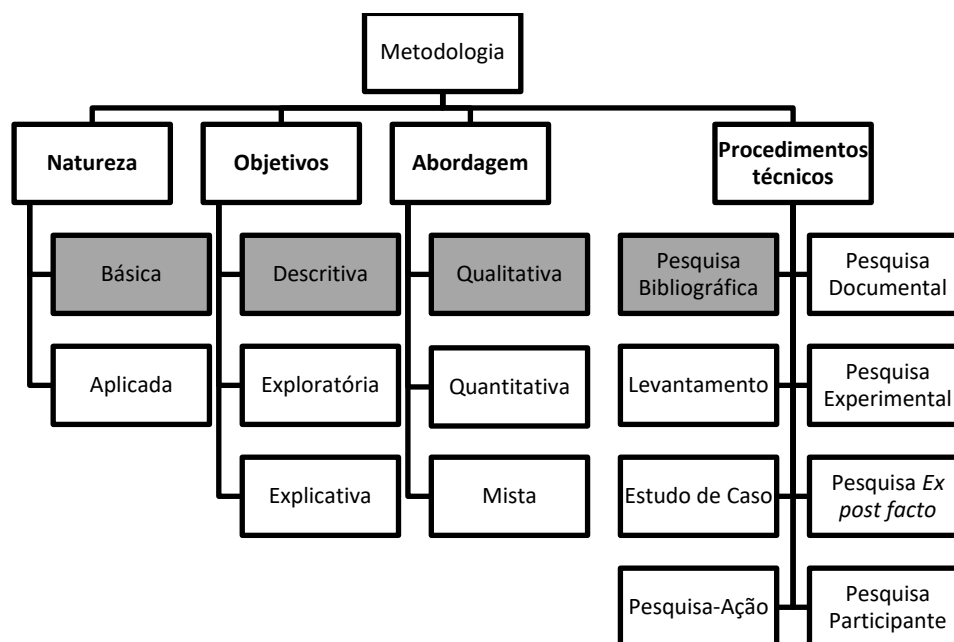 Metodologia
Natureza
Objetivos
Abordagem
Procedimentos
técnicos
Básica
Descritiva
Qualitativa
Pesquisa
Bibliográfica
Pesquisa
Documental
Aplicada
Exploratória
Quantitativa
Levantamento
Pesquisa
Experimental
Explicativa
Mista
Estudo de Caso
Pesquisa Ex
post facto
Pesquisa-Ação
Pesquisa
Participante